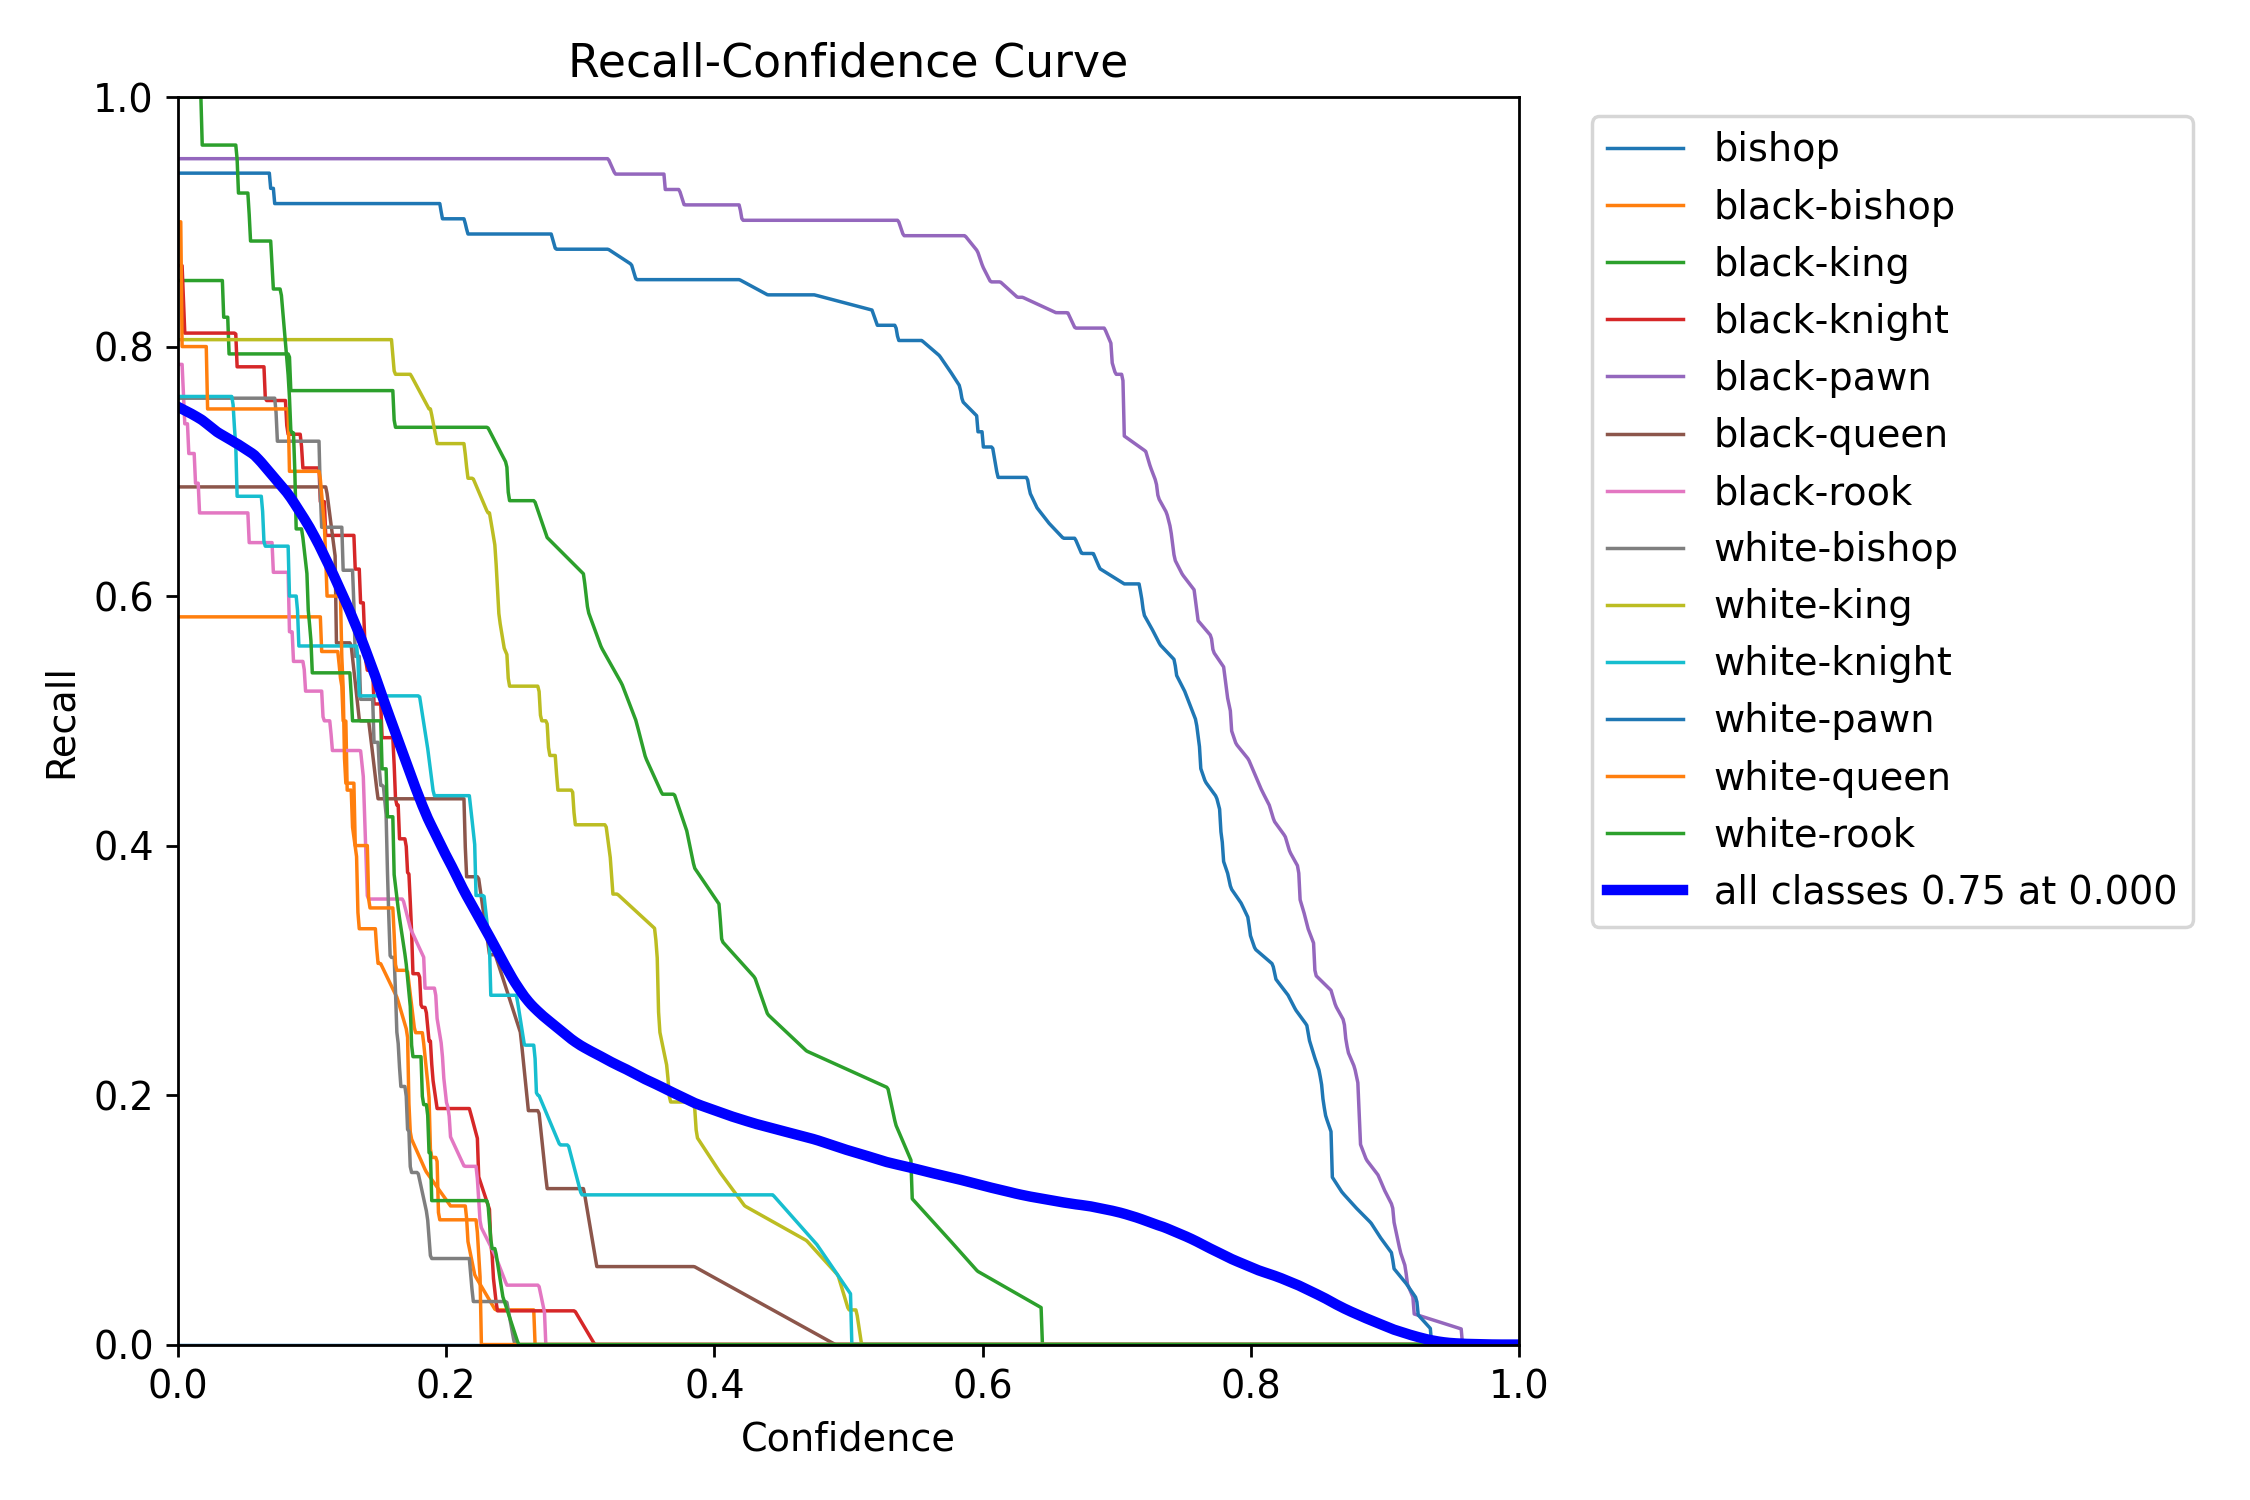 Recall-Confidence Curve
1.0
0.8
0.6
0.4
0.2
0.0
Recall
0.0 0.2 0.4 0.6 0.8 1.0
Confidence
bishop
black-bishop
black-king
black-knight
black-pawn
black-queen
black-rook
white-bishop
white-king
white-knight
white-pawn
white-queen
white-rook
all classes 0.75 at 0.000